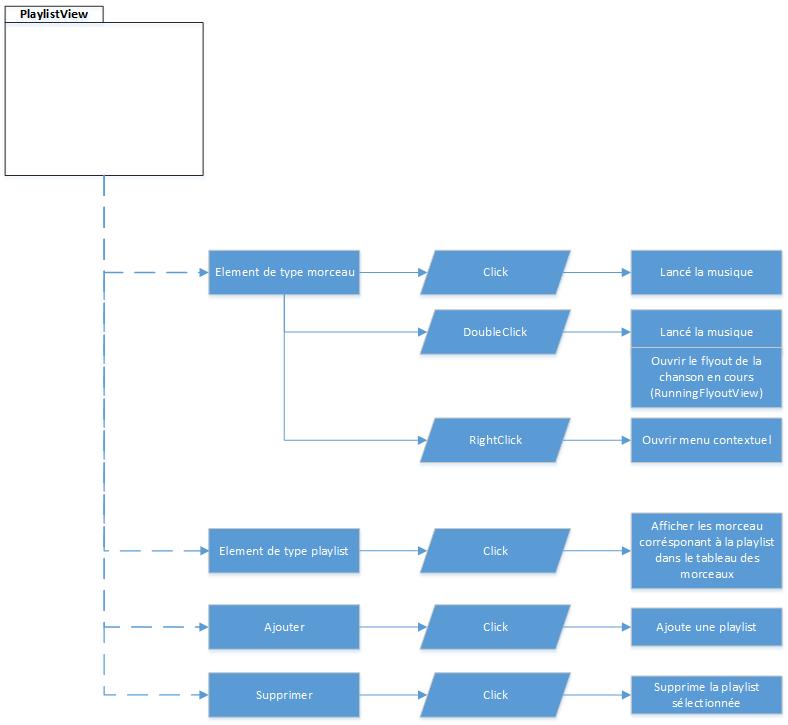 PlaylistView
Element de type morceau
Click
Lancé la musique
DoubleClick
Lancé la musique
Ouvrir le flyout de la
chanson en cours
(RunningFlyoutView)
RightClick
Ouvrir menu contextuel
Element de type playlist
Click
Afficher les morceau
corrésponant à la playlist
dans le tableau des
morceaux
Ajouter
Click
Ajoute une playlist
Supprimer
Click
Supprime la playlist
sélectionnée